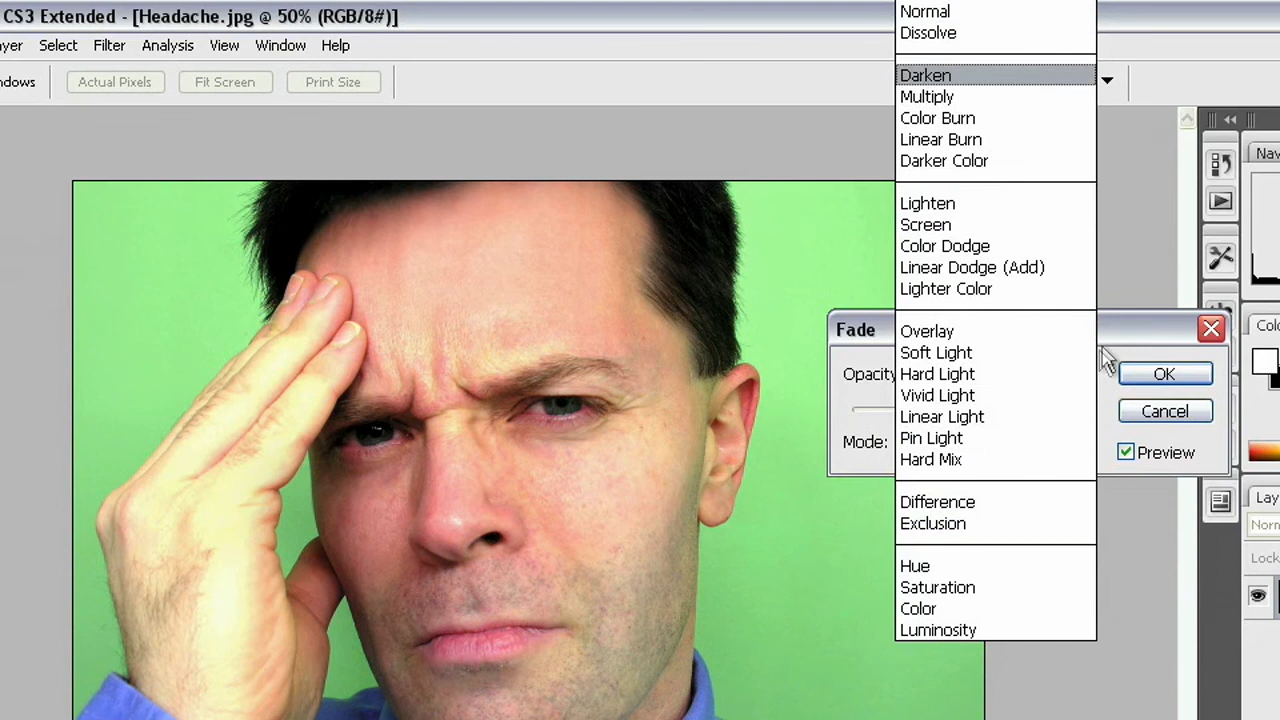 CS3 Extended - [Headache.jpg @ 50% (RGB/8#)]
ayer Select Filter Analysis View Window Help
ndows Actual Pixels Fit Screen Print Size
Normal
Dissolve
Darken
Multiply
Color Burn
Linear Burn
Darker Color
Lighten
Screen
Color Dodge
Linear Dodge (Add)
Lighter Color
Overlay
Soft Light
Hard Light
Vivid Light
Linear Light
Pin Light
Hard Mix
Difference
Exclusion
Hue
Saturation
Color
Luminosity
Fade
Opacity
Mode:
OK
Cancel
Preview
Nav
Colo
Lay
Norn
Lock